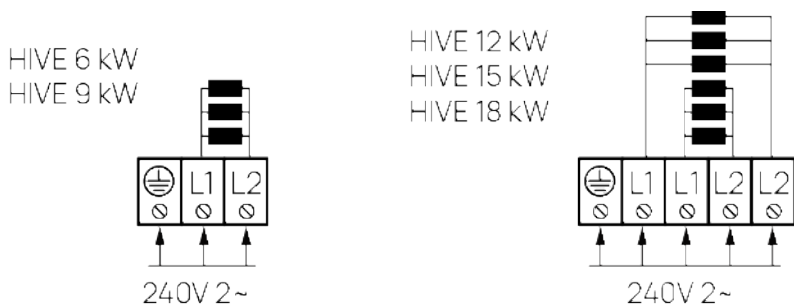 HIVE 6 kW
HIVE 9 kW
L1 L2
240V 2~
HIVE 12 kW
HIVE 15 kW
HIVE 18 kW
L1 L1 L2 L2
240V 2~